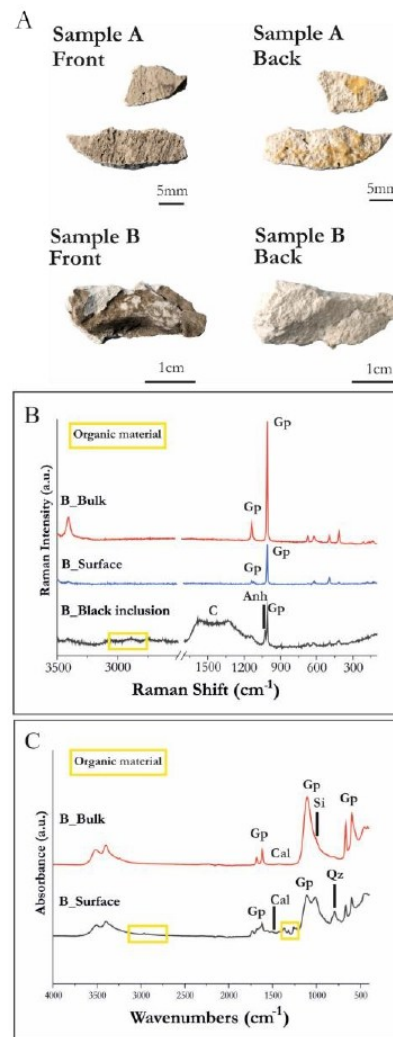 A
Sample A
Front
Sample A
Back
5mm
5mm
Sample B
Front
Sample B
Back
1cm
1cm
B
Organic material
Gp
B_Bulk
Gp
B_Surface
Gp
Gp
Anh
Gp
B_Black inclusion
C
Raman Intensity (a.u.)
3500 3000 1500 1200 900 600 300
Raman Shift (cm-1)
C
Organic material
Gp
Si
Gp
B_Bulk
Gp
Cal
Qz
Gp
B_Surface
Cal
Gp
Absorbance (a.u.)
4000 3500 3000 2500 2000 1500 1000 500
Wavenumbers (cm-1)